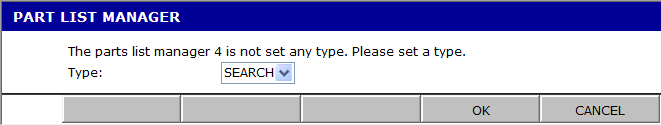 PART LIST MANAGER
The parts list manager 4 is not set any type. Please set a type.
Type: SEARCH
OK CANCEL